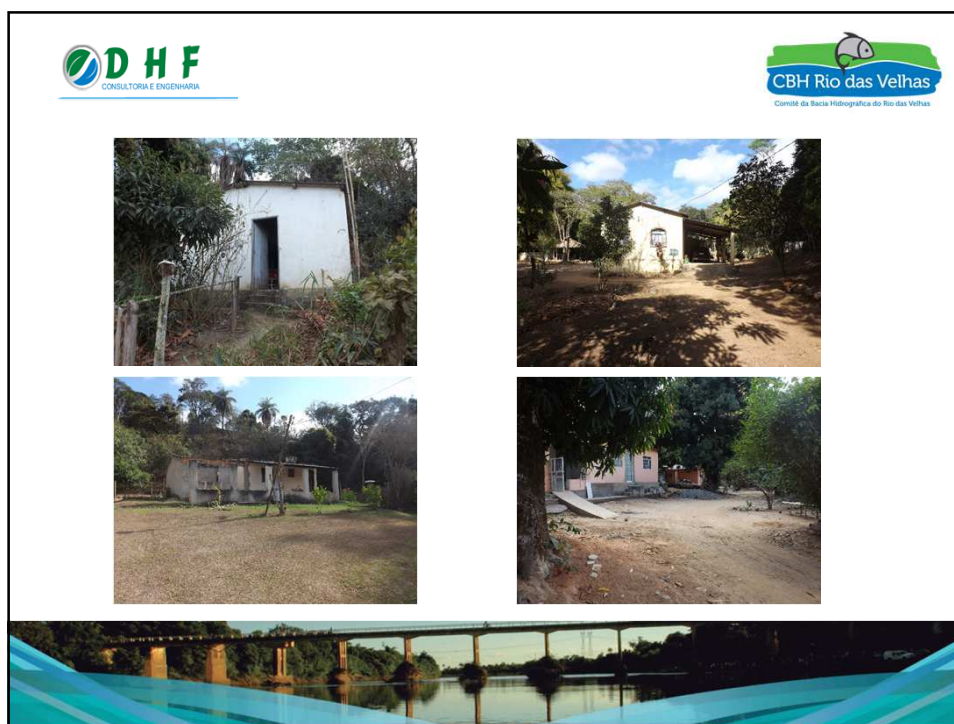 D H F
CONSULTORIA E ENGENHARIA
CBH Rio das Velhas
Comitê da Bacia Hidrográfica do Rio das Velhas